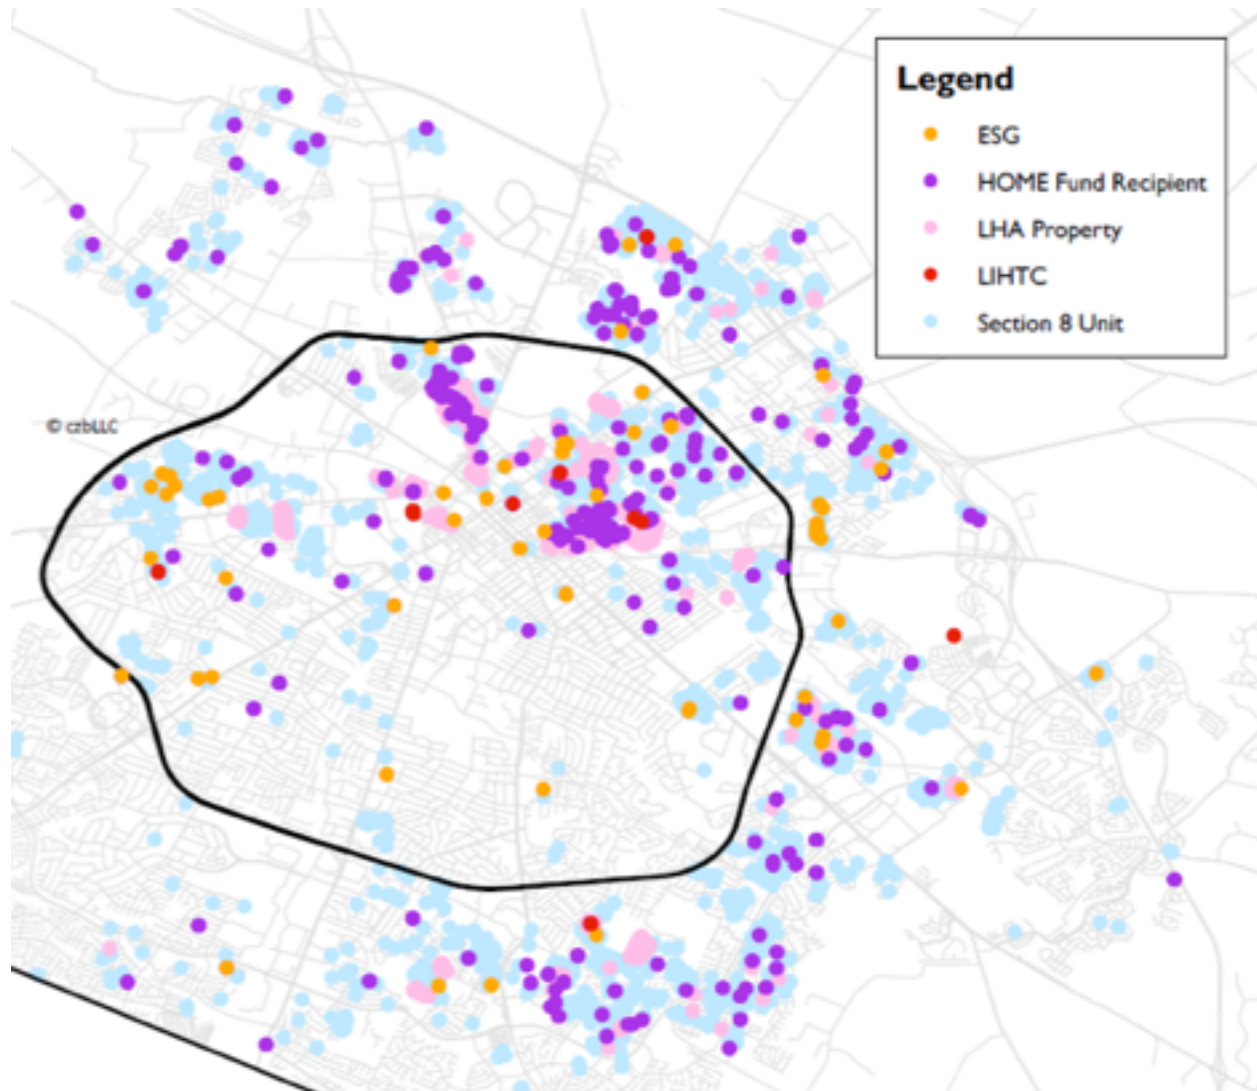 Legend
ESG
HOME Fund Recipient
LHA Property
LIHTC
Section 8 Unit
© czbLLC